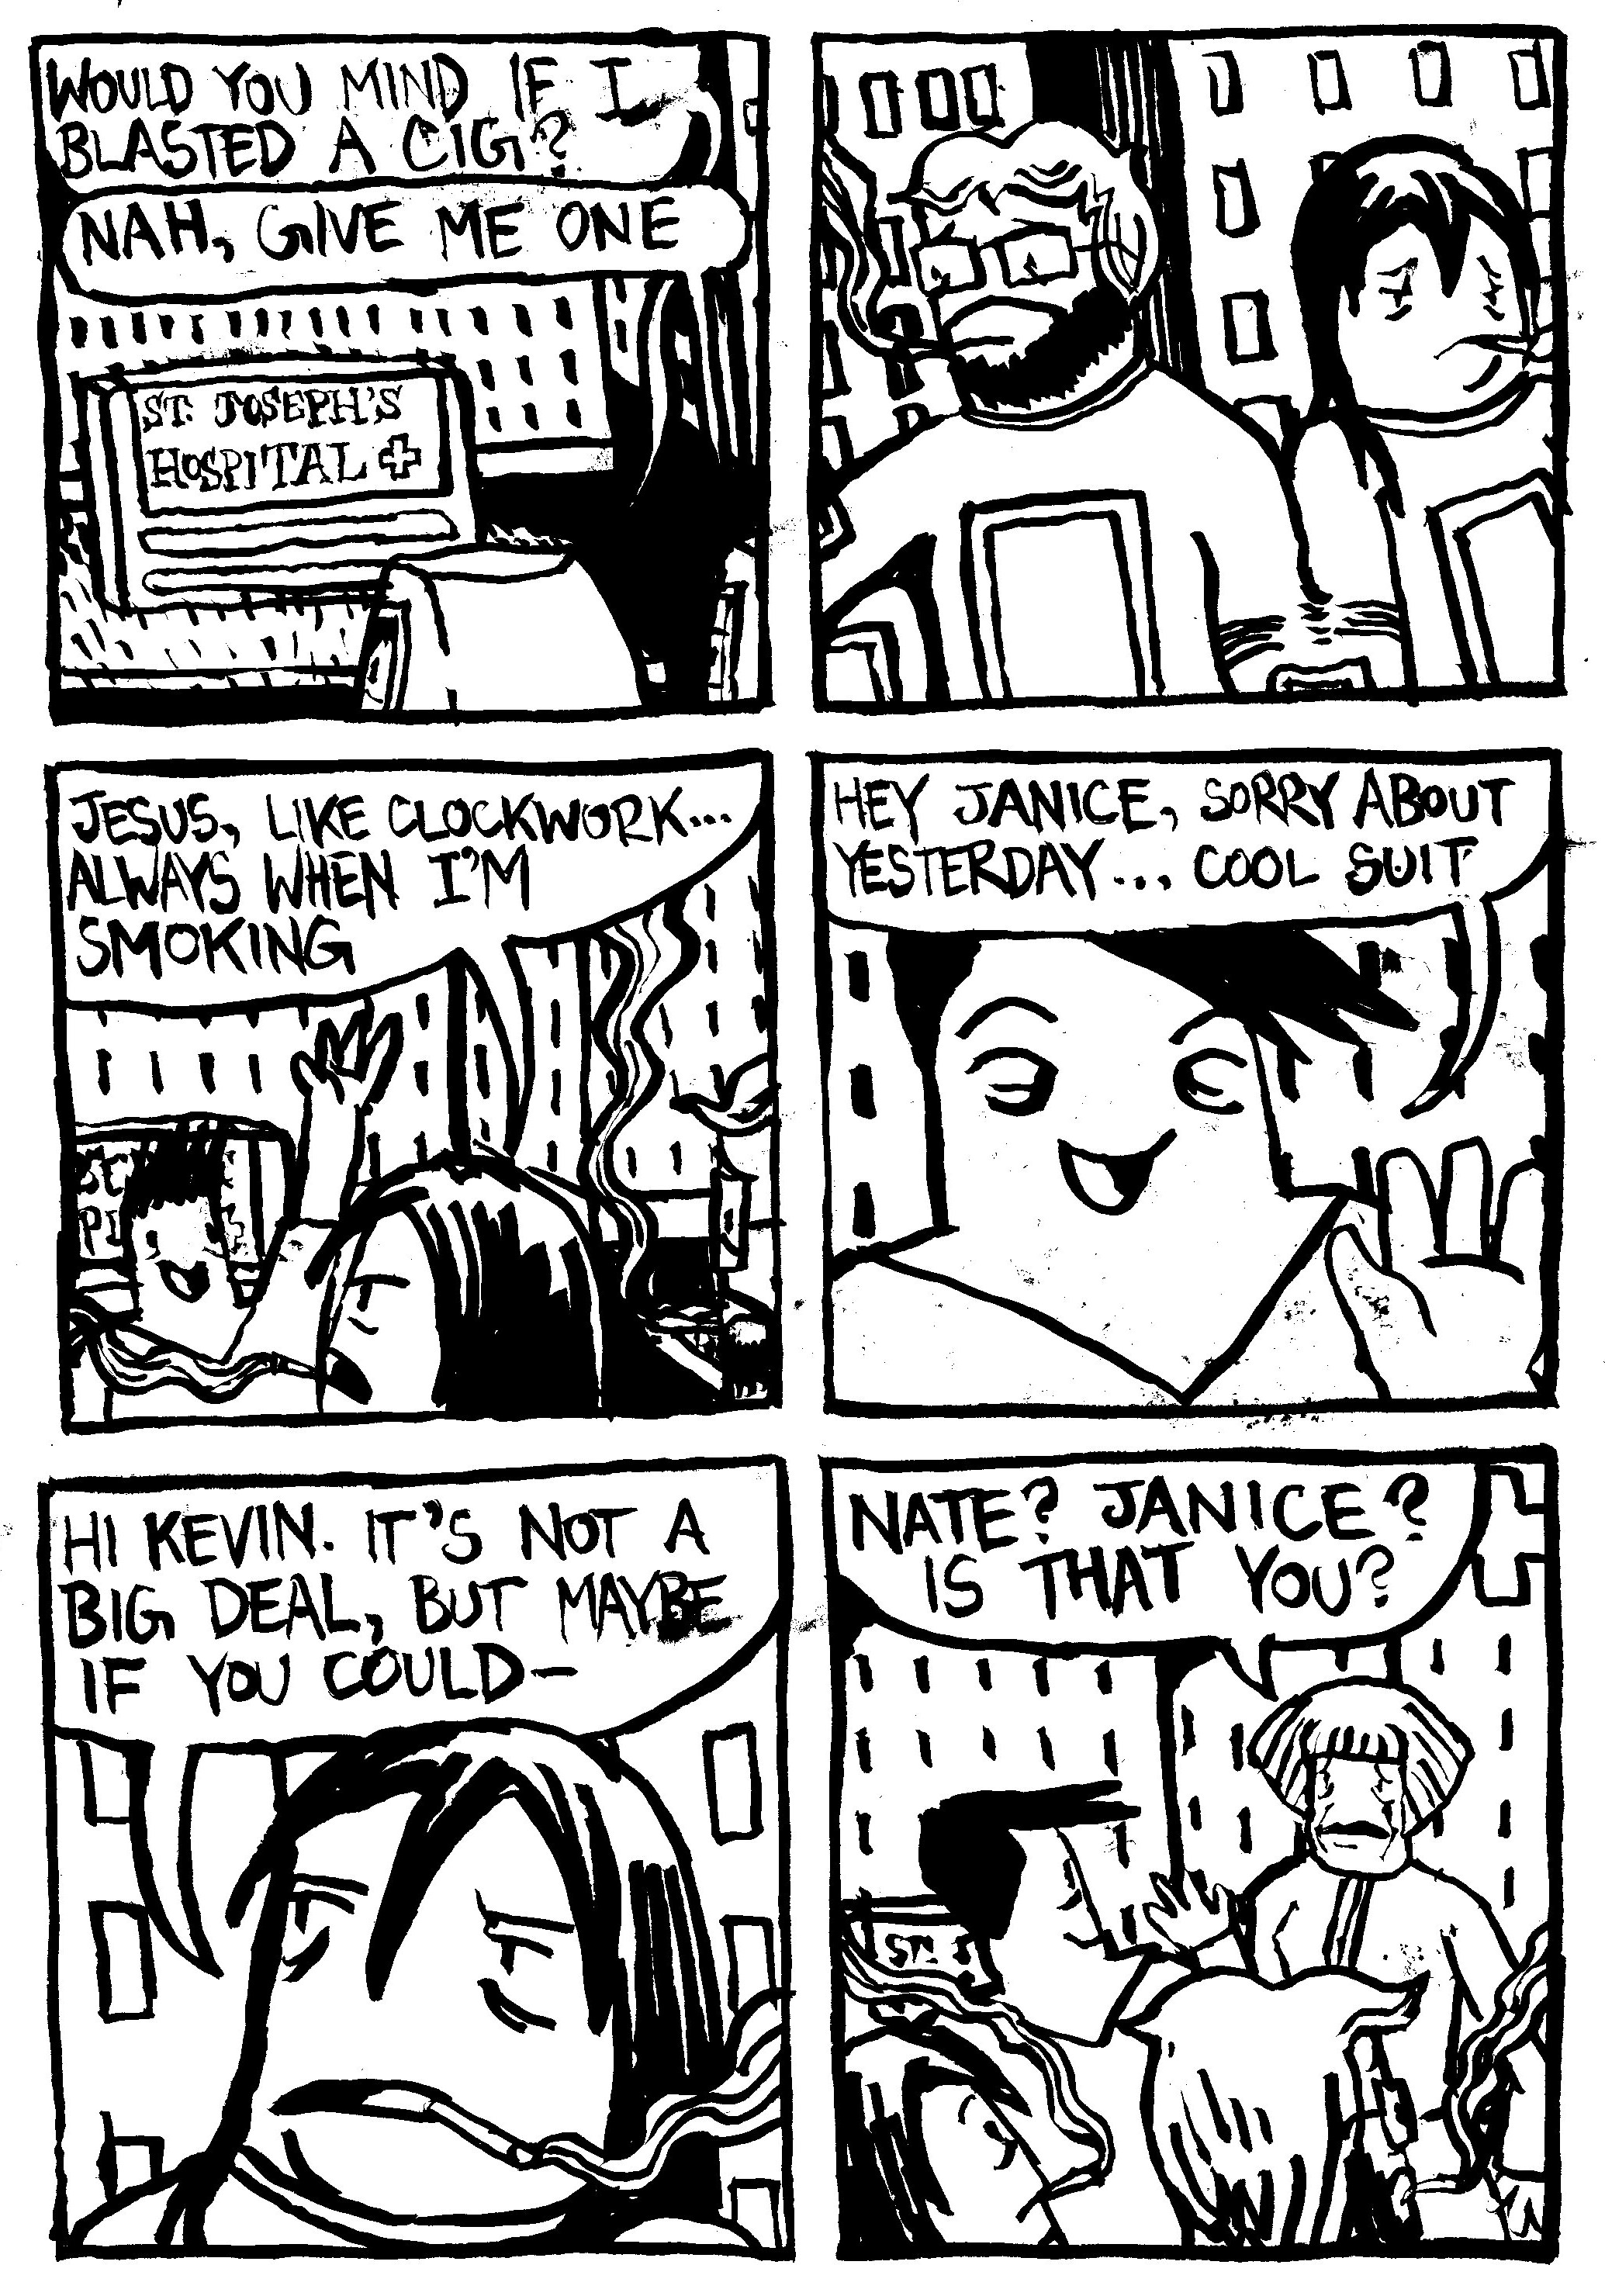 WOULD YOU MIND IF I
BLASTED A CIG?
NAH, GIVE ME ONE
ST. JOSEPH'S
HOSPITAL
JESUS, LIKE CLOCKWORK...
ALWAYS WHEN I'M
SMOKING
HEY JANICE, SORRY ABOUT
YESTERDAY... COOL SUIT
HI KEVIN. IT'S NOT A
BIG DEAL, BUT MAYBE
IF YOU COULD-
NATE? JANICE?
IS THAT YOU?